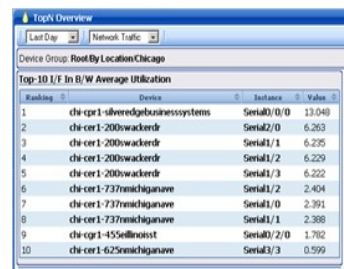 TopN Overview
Last Day Network Traffic
Device Group: Root/By Location/Chicago
Top-10 I/F In B/W Average Utilization
Ranking Device Instance Value
1 chi-cpr1-silveredgebusinesssystems Serial0/0/0 13.048
2 chi-cer1-200swackerdr Serial2/0 6.263
3 chi-cer1-200swackerdr Serial1/1 6.235
4 chi-cer1-200swackerdr Serial1/2 6.229
5 chi-cer1-200swackerdr Serial1/3 6.222
6 chi-cer1-737nmichiganave Serial1/2 2.404
7 chi-cer1-737nmichiganave Serial1/0 2.391
8 chi-cer1-737nmichiganave Serial1/1 2.388
9 chi-cgr1-455eillinoisst Serial0/2/0 1.782
10 chi-cer1-625nmichiganave Serial3/3 0.599